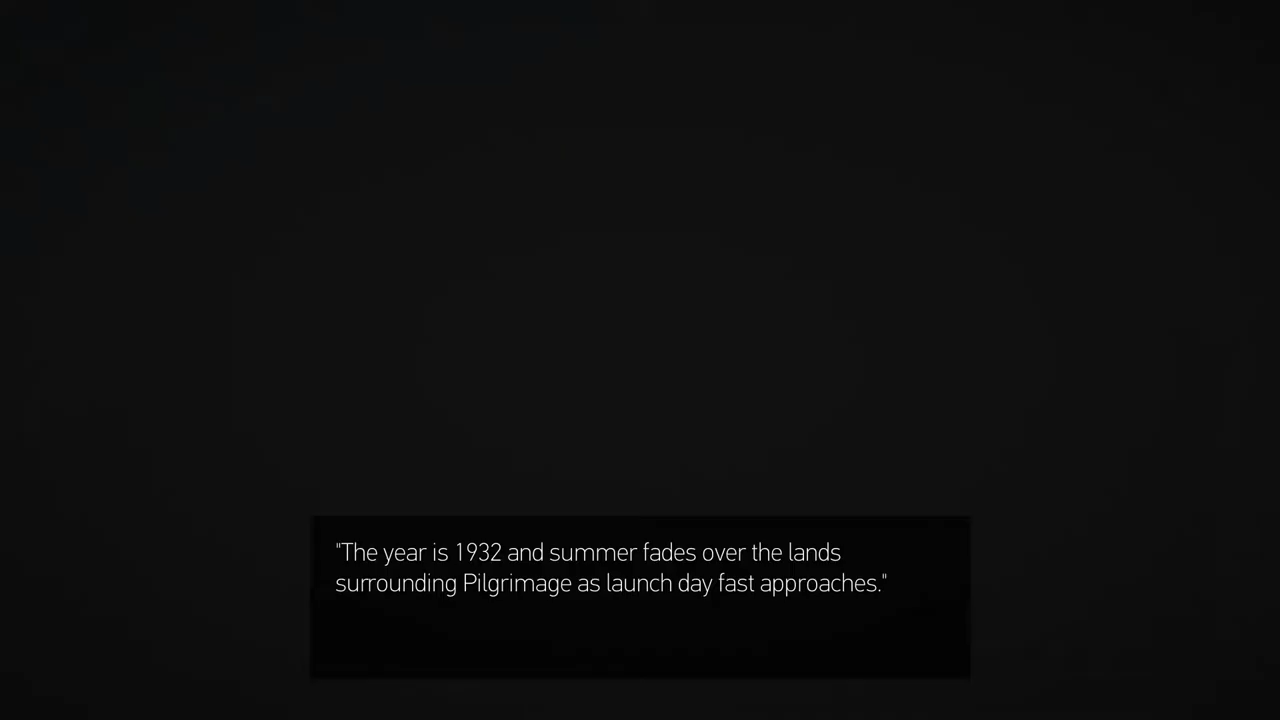 "The year is 1932 and summer fades over the lands
surrounding Pilgrimage as launch day fast approaches."